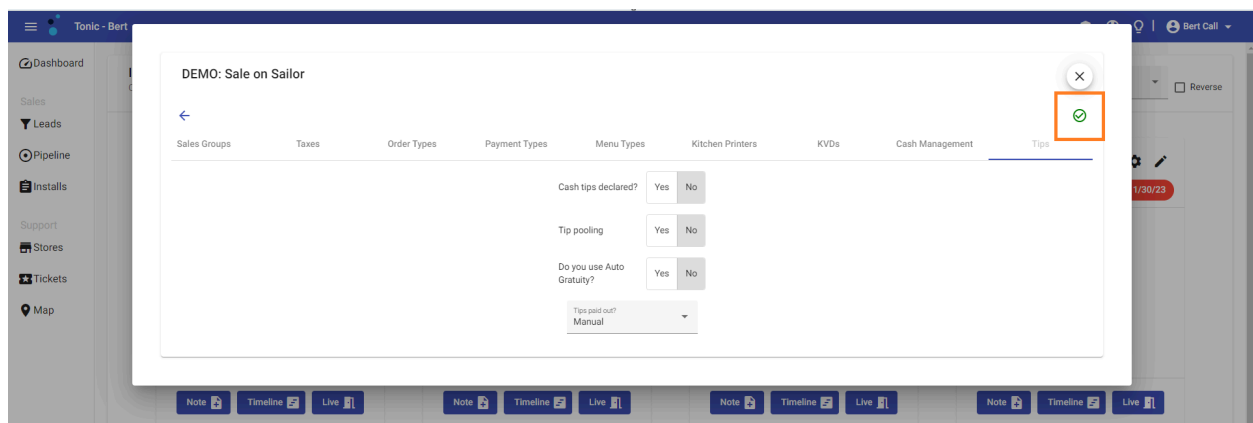 Tonic - Bert
Bert Call
Dashboard
Sales
Leads
Pipeline
Installs
Support
Stores
Tickets
Map
Reverse
DEMO: Sale on Sailor
Sales Groups Taxes Order Types Payment Types Menu Types Kitchen Printers KVDs Cash Management Tips
Cash tips declared? Yes No
Tip pooling Yes No
Do you use Auto
Gratuity? Yes No
Tips paid out?
Manual
1/30/23
Note Timeline Live Note Timeline Live Note Timeline Live Note Timeline Live